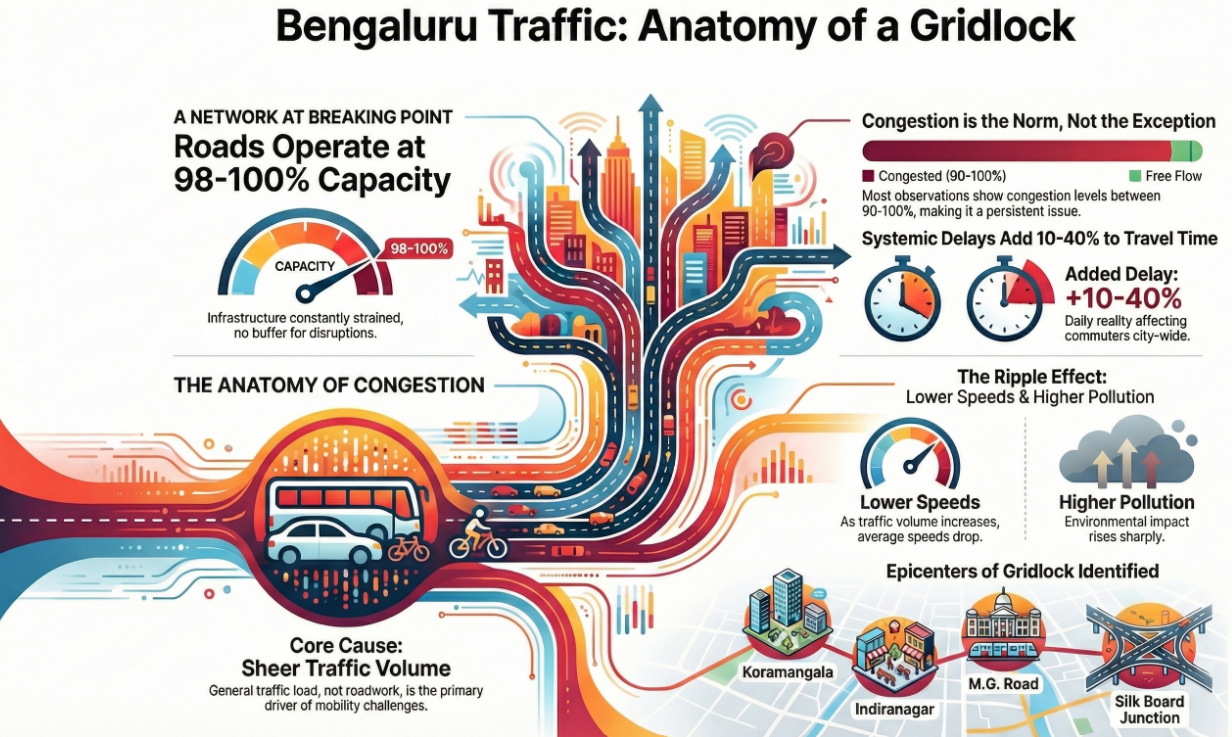 Bengaluru Traffic: Anatomy of a Gridlock
A NETWORK AT BREAKING POINT
Roads Operate at
98-100% Capacity
98-100%
CAPACITY
Infrastructure constantly strained,
no buffer for disruptions.
THE ANATOMY OF CONGESTION
Core Cause:
Sheer Traffic Volume
General traffic load, not roadwork, is the primary
driver of mobility challenges.
Congestion is the Norm, Not the Exception
Congested (90-100%)
Free Flow
Most observations show congestion levels between
90-100%, making it a persistent issue.
Systemic Delays Add 10-40% to Travel Time
Added Delay:
+10-40%
Daily reality affecting
commuters city-wide.
The Ripple Effect:
Lower Speeds & Higher Pollution
Lower Speeds
As traffic volume increases,
average speeds drop.
Higher Pollution
Environmental impact
rises sharply.
Epicenters of Gridlock Identified
Koramangala
Indiranagar
M.G. Road
Silk Board
Junction